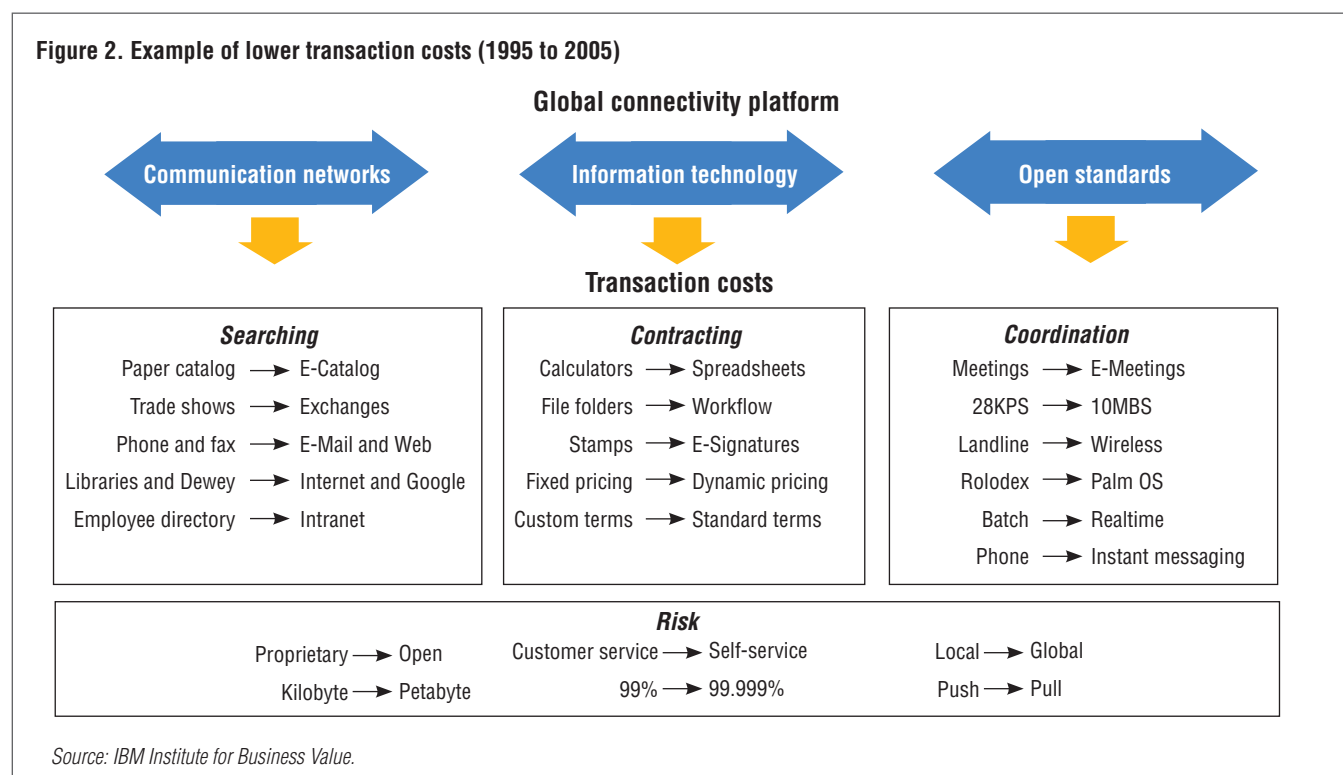 Figure 2. Example of lower transaction costs (1995 to 2005)
Global connectivity platform
Communication networks
Information technology
Open standards
Transaction costs
Searching
Paper catalog → E-Catalog
Trade shows → Exchanges
Phone and fax → E-Mail and Web
Libraries and Dewey → Internet and Google
Employee directory → Intranet
Contracting
Calculators → Spreadsheets
File folders → Workflow
Stamps → E-Signatures
Fixed pricing → Dynamic pricing
Custom terms → Standard terms
Coordination
Meetings → E-Meetings
28KPS → 10MBS
Landline → Wireless
Rolodex → Palm OS
Batch → Realtime
Phone → Instant messaging
Risk
Proprietary → Open
Kilobyte → Petabyte
Customer service → Self-service
99% → 99.999%
Local → Global
Push → Pull
Source: IBM Institute for Business Value.